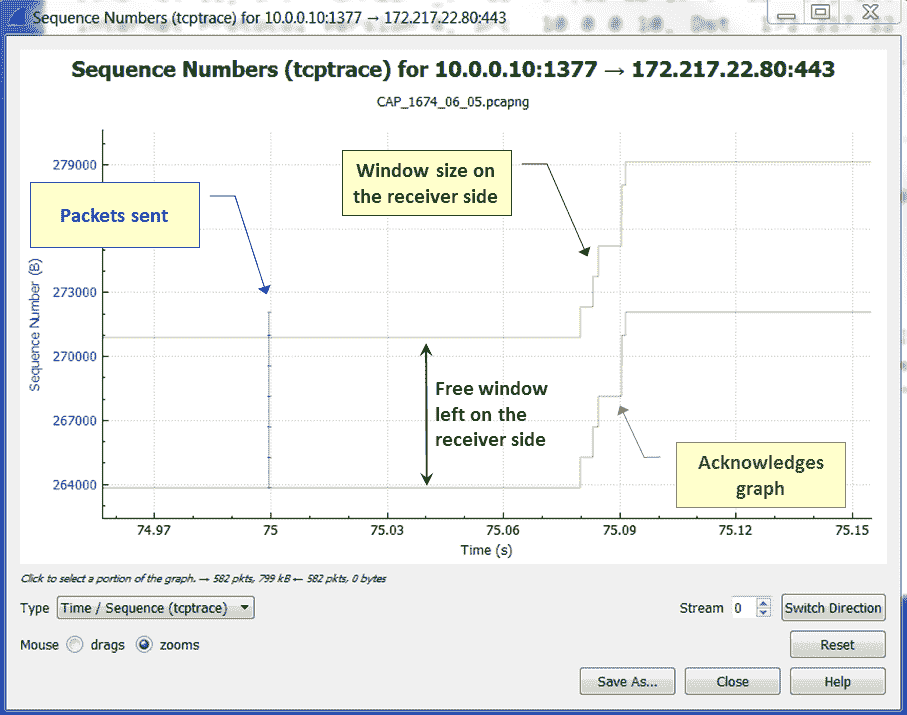 Sequence Numbers (tcptrace) for 10.0.0.10:1377 → 172.217.22.80:443
Sequence Numbers (tcptrace) for 10.0.0.10:1377 → 172.217.22.80:443
CAP_1674_06_05.pcapng
279000
273000
270000
267000
264000
Sequence Number (B)
Packets sent
Window size on
the receiver side
Free window
left on the
receiver side
Acknowledges
graph
74.97 75 75.03 75.06 75.09 75.12 75.15
Time (s)
Click to select a portion of the graph. → 582 pkts, 799 kB ← 582 pkts, 0 bytes
Type Time / Sequence (tcptrace) Stream 0 Switch Direction
Mouse drags zooms Reset
Save As... Close Help